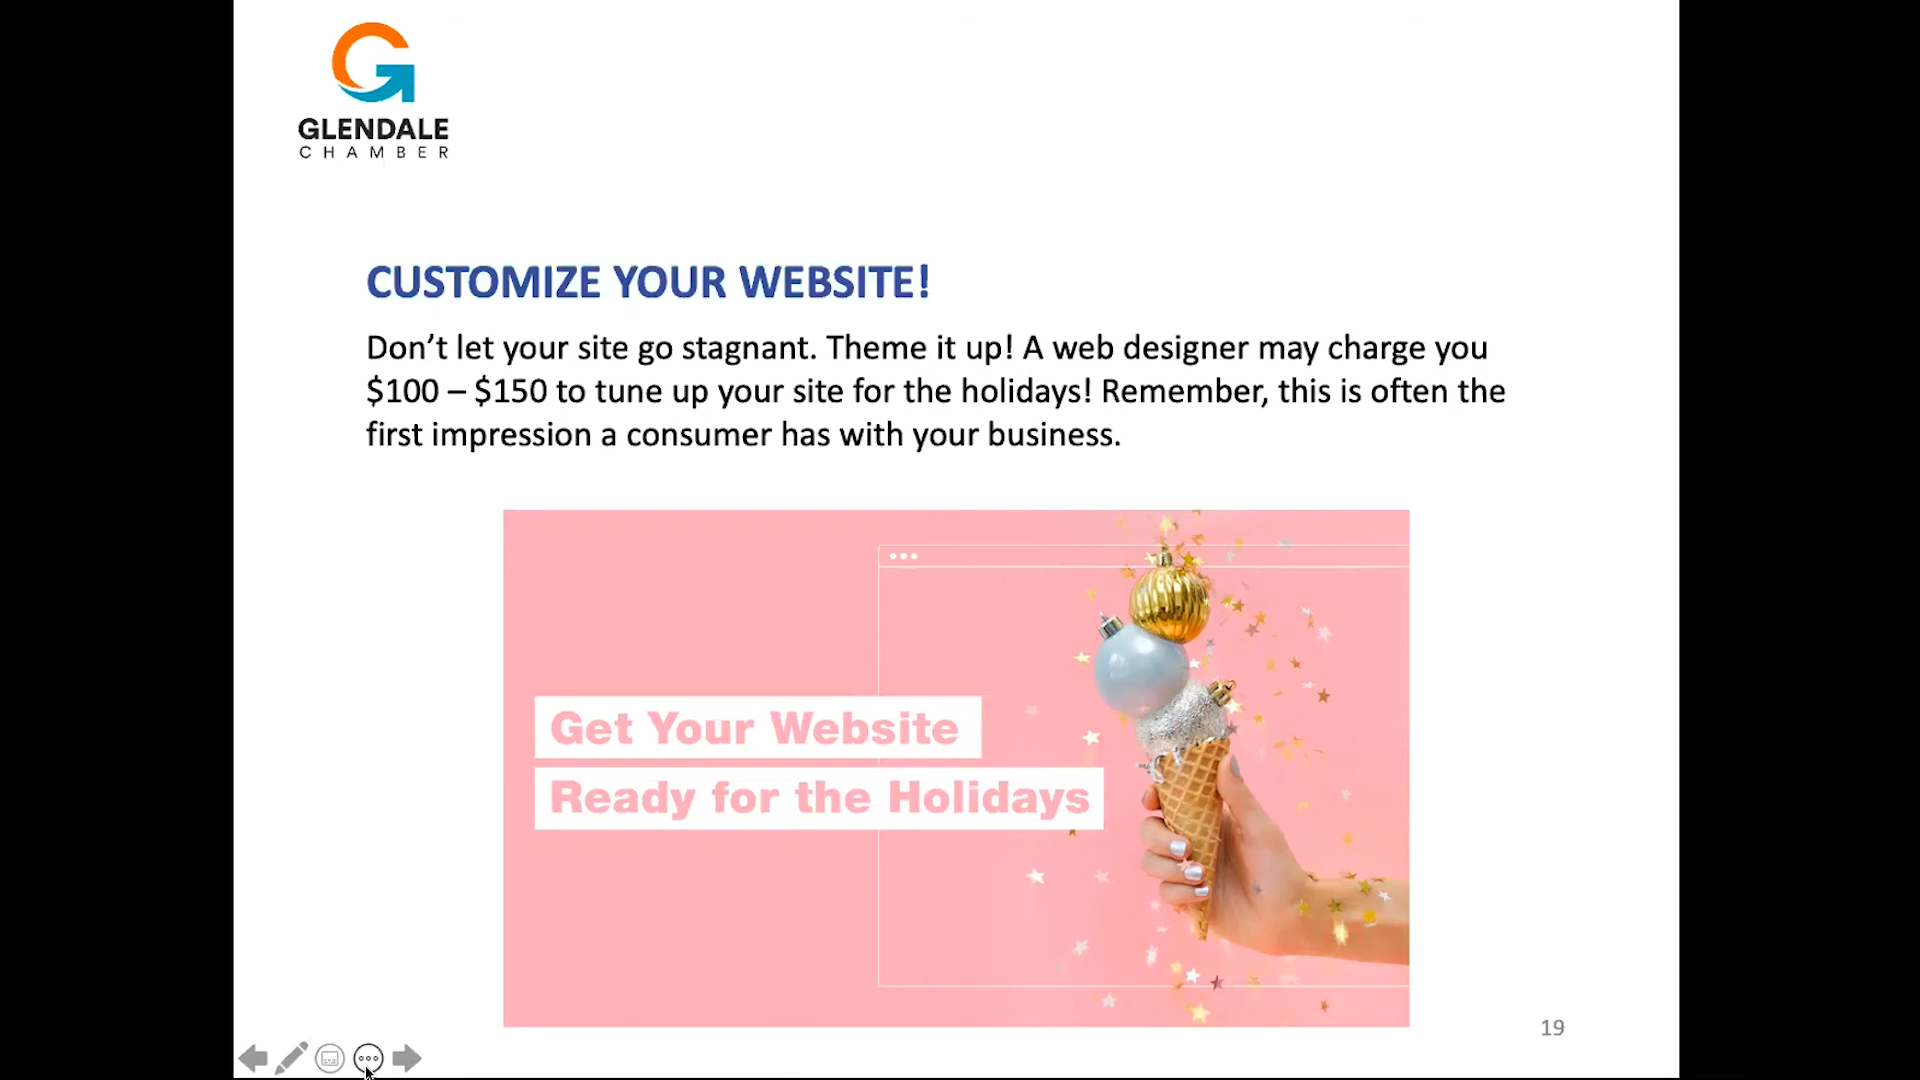 GLENDALE
CHAMBER
CUSTOMIZE YOUR WEBSITE!
Don’t let your site go stagnant. Theme it up! A web designer may charge you
$100 – $150 to tune up your site for the holidays! Remember, this is often the
first impression a consumer has with your business.
Get Your Website
Ready for the Holidays
19